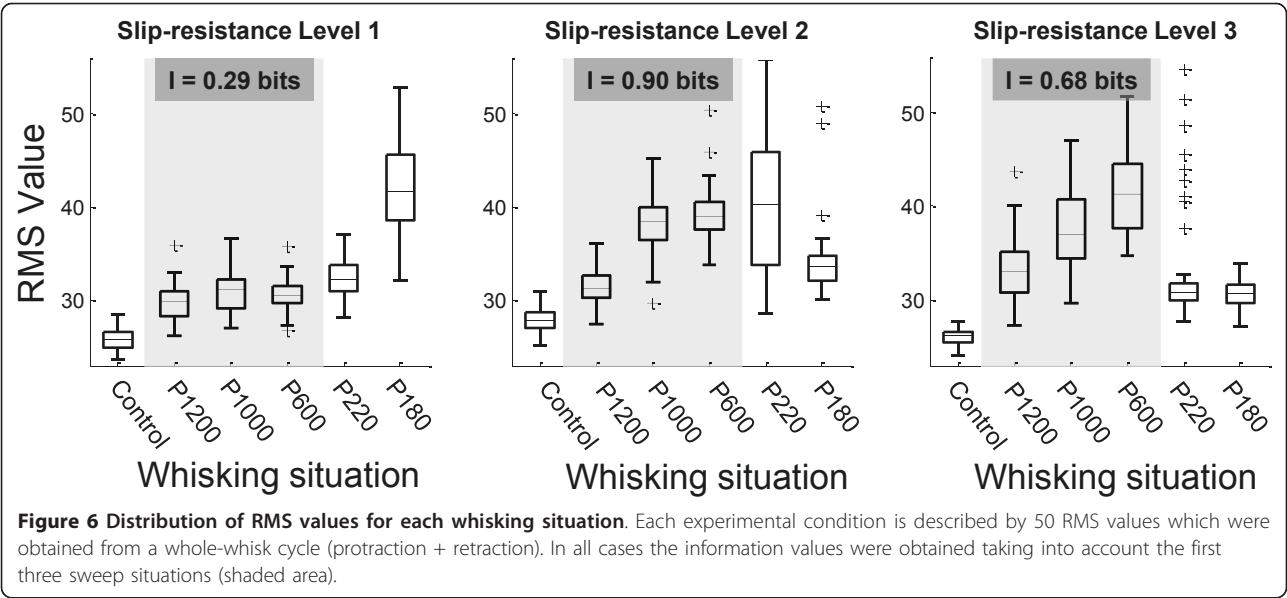 Slip-resistance Level 1
Slip-resistance Level 2
Slip-resistance Level 3
I = 0.29 bits
I = 0.90 bits
I = 0.68 bits
RMS Value
50
40
30
50
40
30
50
40
30
Control
P1200
P1000
P600
P220
P180
Control
P1200
P1000
P600
P220
P180
Control
P1200
P1000
P600
P220
P180
Whisking situation
Whisking situation
Whisking situation
Figure 6 Distribution of RMS values for each whisking situation. Each experimental condition is described by 50 RMS values which were
obtained from a whole-whisk cycle (protraction + retraction). In all cases the information values were obtained taking into account the first
three sweep situations (shaded area).